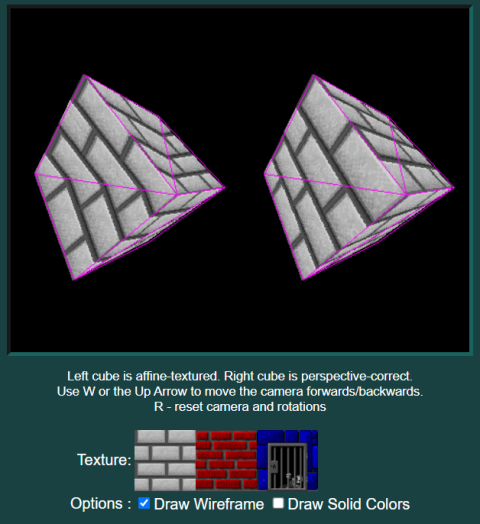 Left cube is affine-textured. Right cube is perspective-correct.
Use W or the Up Arrow to move the camera forwards/backwards.
R - reset camera and rotations
Texture:
Options : Draw Wireframe Draw Solid Colors